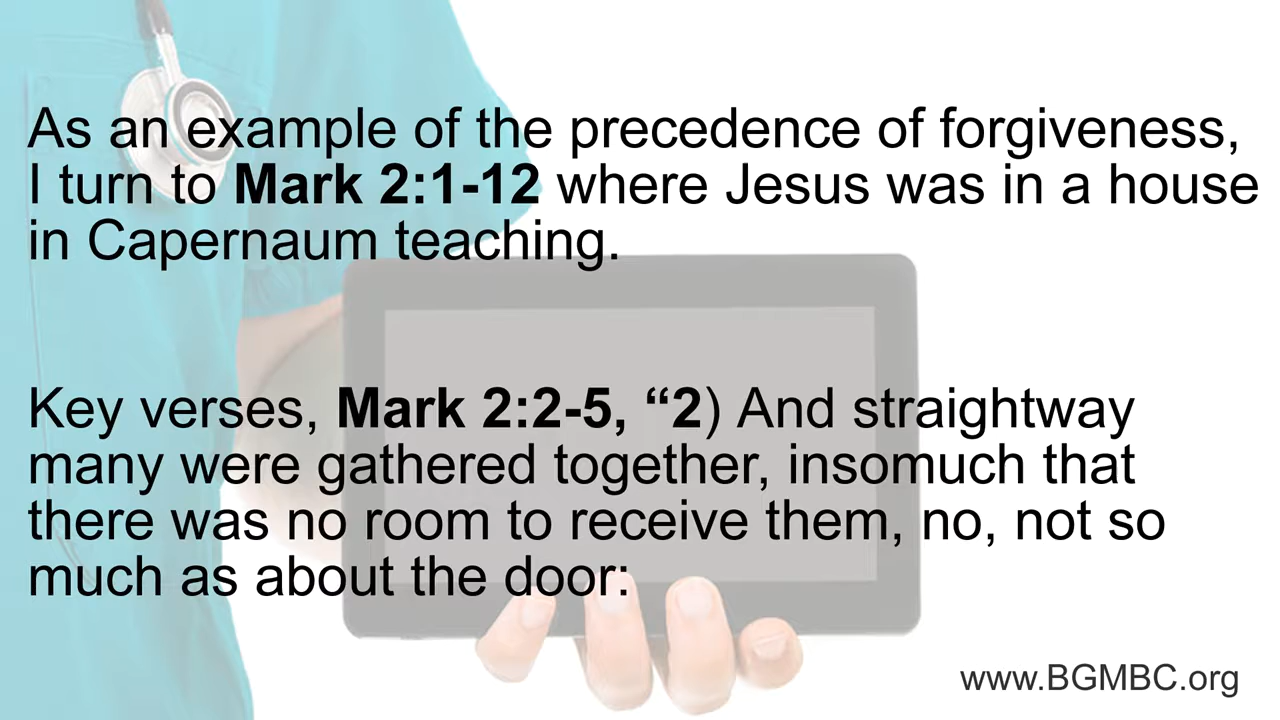 As an example of the precedence of forgiveness,
I turn to Mark 2:1-12 where Jesus was in a house
in Capernaum teaching.
Key verses, Mark 2:2-5, “2) And straightway
many were gathered together, insomuch that
there was no room to receive them, no, not so
much as about the door:
www.BGMBC.org